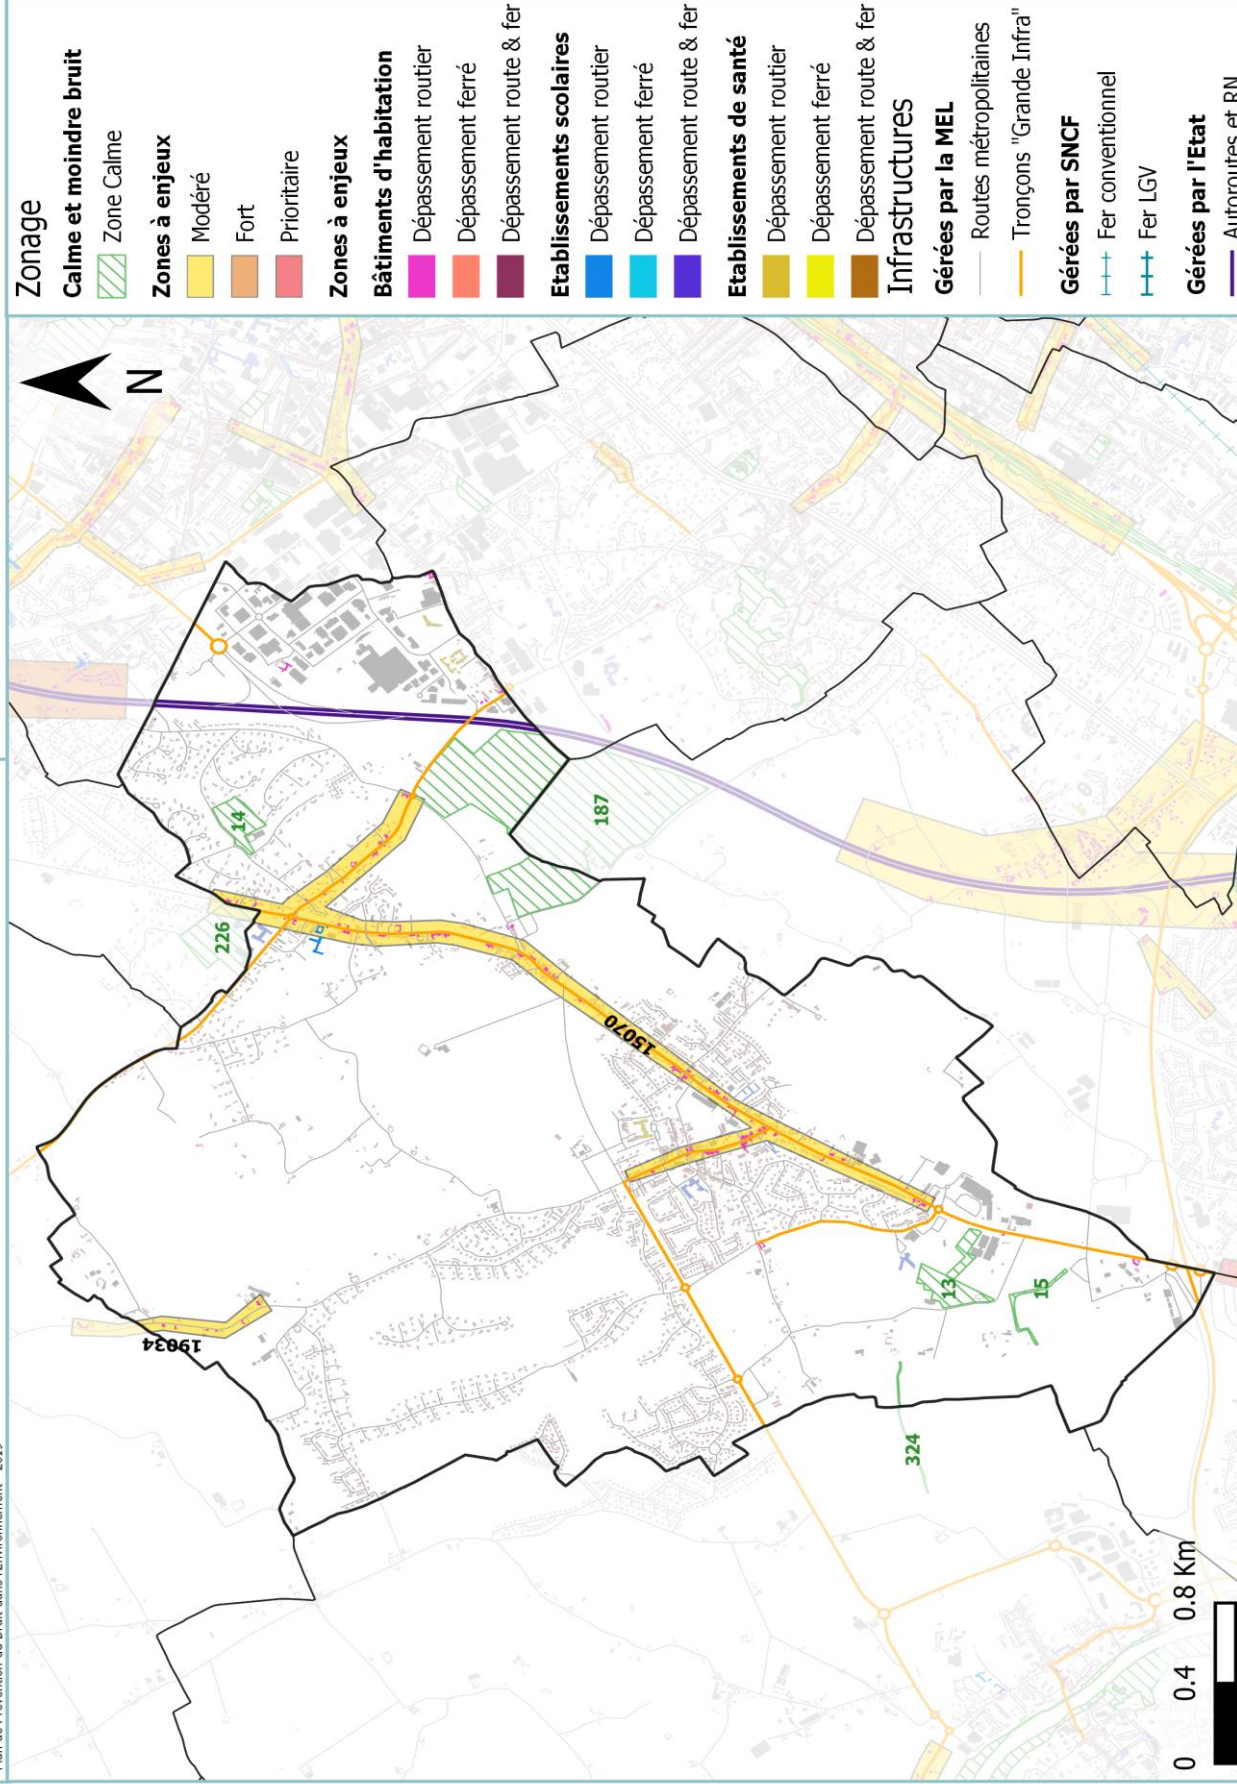 Zonage
Calme et moindre bruit
Zone Calme
Zones à enjeux
Modéré
Fort
Prioritaire
Zones à enjeux
Bâtiments d'habitation
Dépassement routier
Dépassement ferré
Dépassement route & fer
Etablissements scolaires
Dépassement routier
Dépassement ferré
Dépassement route & fer
Etablissements de santé
Dépassement routier
Dépassement ferré
Dépassement route & fer
Infrastructures
Gérées par la MEL
Routes métropolitaines
Tronçons "Grande Infra"
Gérées par SNCF
Fer conventionnel
Fer LGV
Gérées par l'Etat
Autoroutes et RN
N
14
226
187
15070
19034
13
15
324
0 0.4 0.8 Km